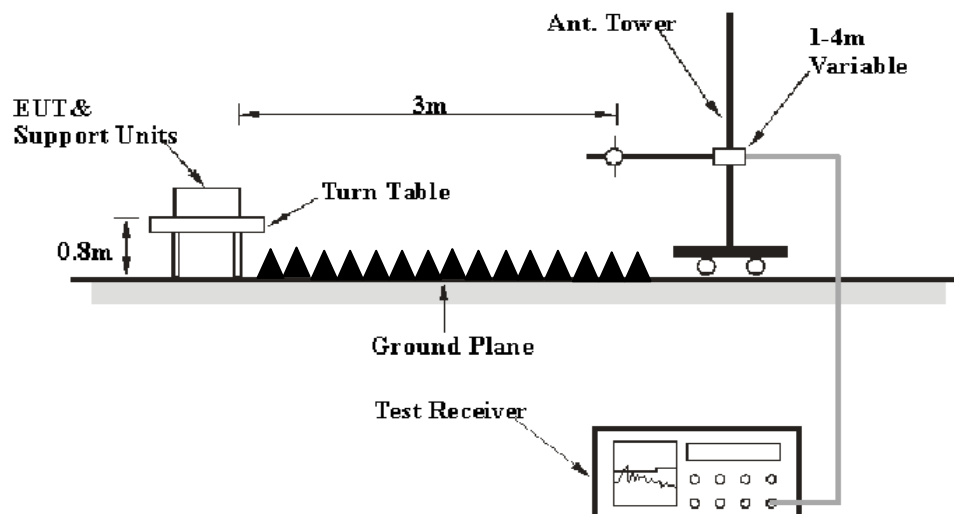 Ant. Tower
1-4m
Variable
3m
EUT&
Support Units
Turn Table
0.8m
Ground Plane
Test Receiver